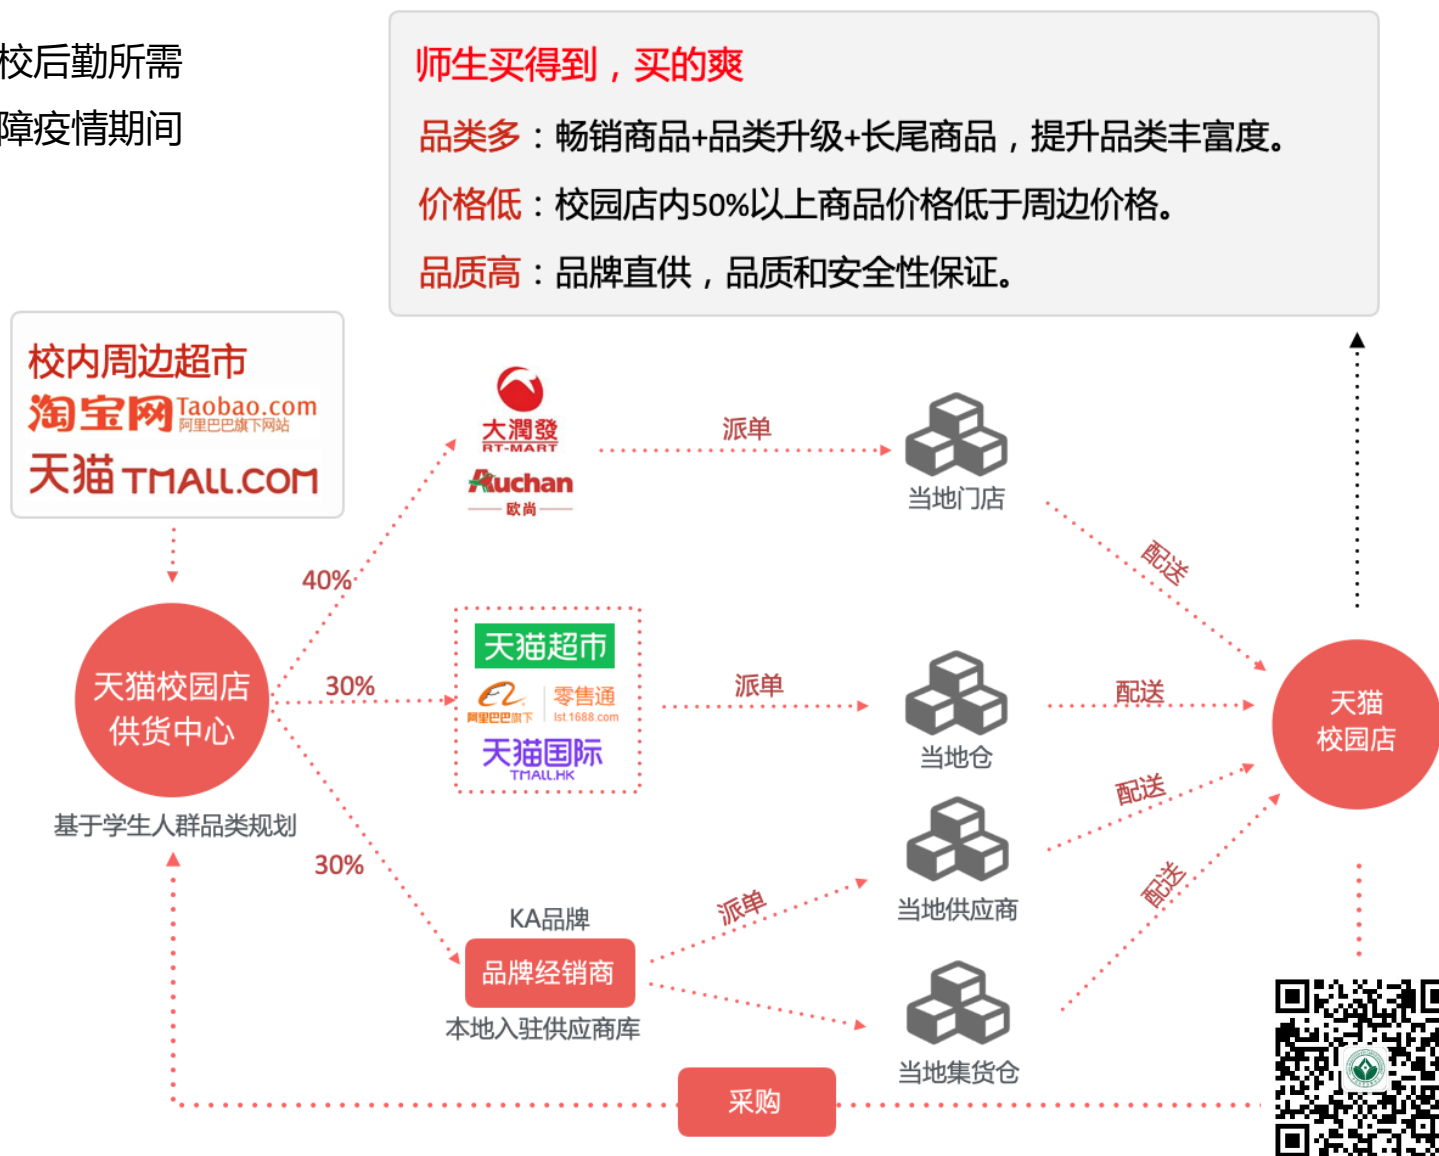 校后勤所需
障疫情期间
师生买得到，买的爽
品类多：畅销商品+品类升级+长尾商品，提升品类丰富度。
价格低：校园店内50%以上商品价格低于周边价格。
品质高：品牌直供，品质和安全性保证。
校内周边超市
淘宝网 Taobao.com
阿里巴巴旗下网站
天猫 TMALL.COM
大潤發
RT-MART
Auchan
欧尚
派单
当地门店
配送
40%
天猫校园店
供货中心
基于学生人群品类规划
30%
天猫超市
阿里巴巴旗下
零售通
lst.1688.com
天猫国际
TMALL.HK
派单
当地仓
配送
天猫
校园店
30%
KA品牌
品牌经销商
本地入驻供应商库
派单
当地供应商
配送
当地集货仓
配送
采购